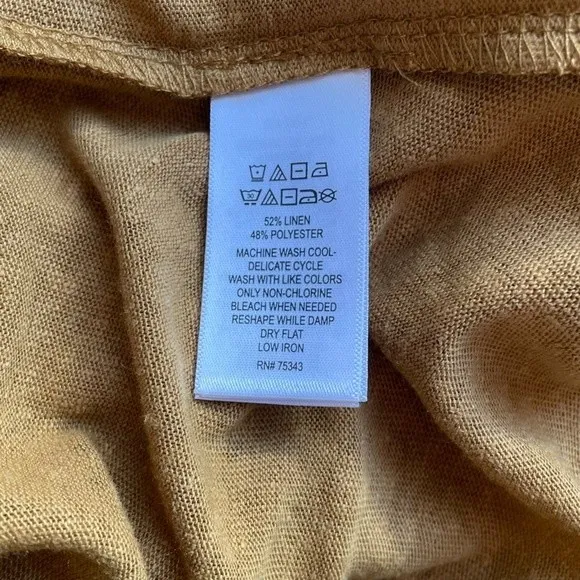 52% LINEN
48% POLYESTER
MACHINE WASH COOL-
DELICATE CYCLE
WASH WITH LIKE COLORS
ONLY NON-CHLORINE
BLEACH WHEN NEEDED
RESHAPE WHILE DAMP
DRY FLAT
LOW IRON
RN# 75343